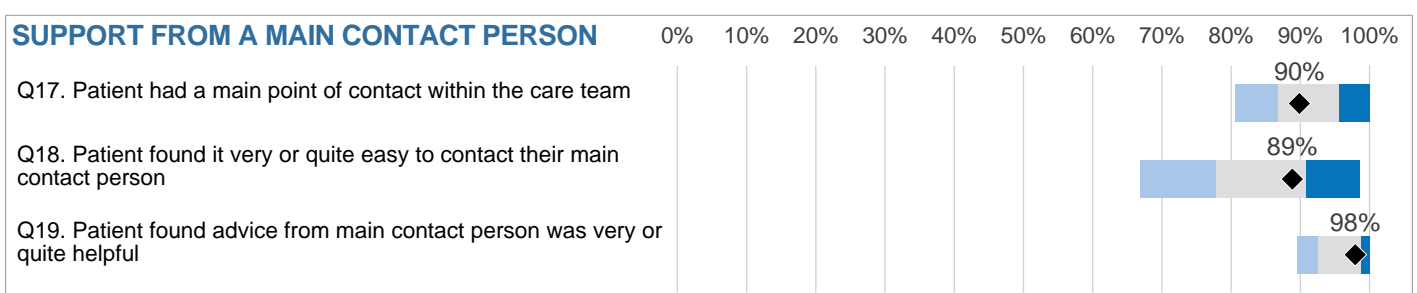 SUPPORT FROM A MAIN CONTACT PERSON 0% 10% 20% 30% 40% 50% 60% 70% 80% 90% 100%
90%
Q17. Patient had a main point of contact within the care team
89%
Q18. Patient found it very or quite easy to contact their main
contact person
98%
Q19. Patient found advice from main contact person was very or
quite helpful